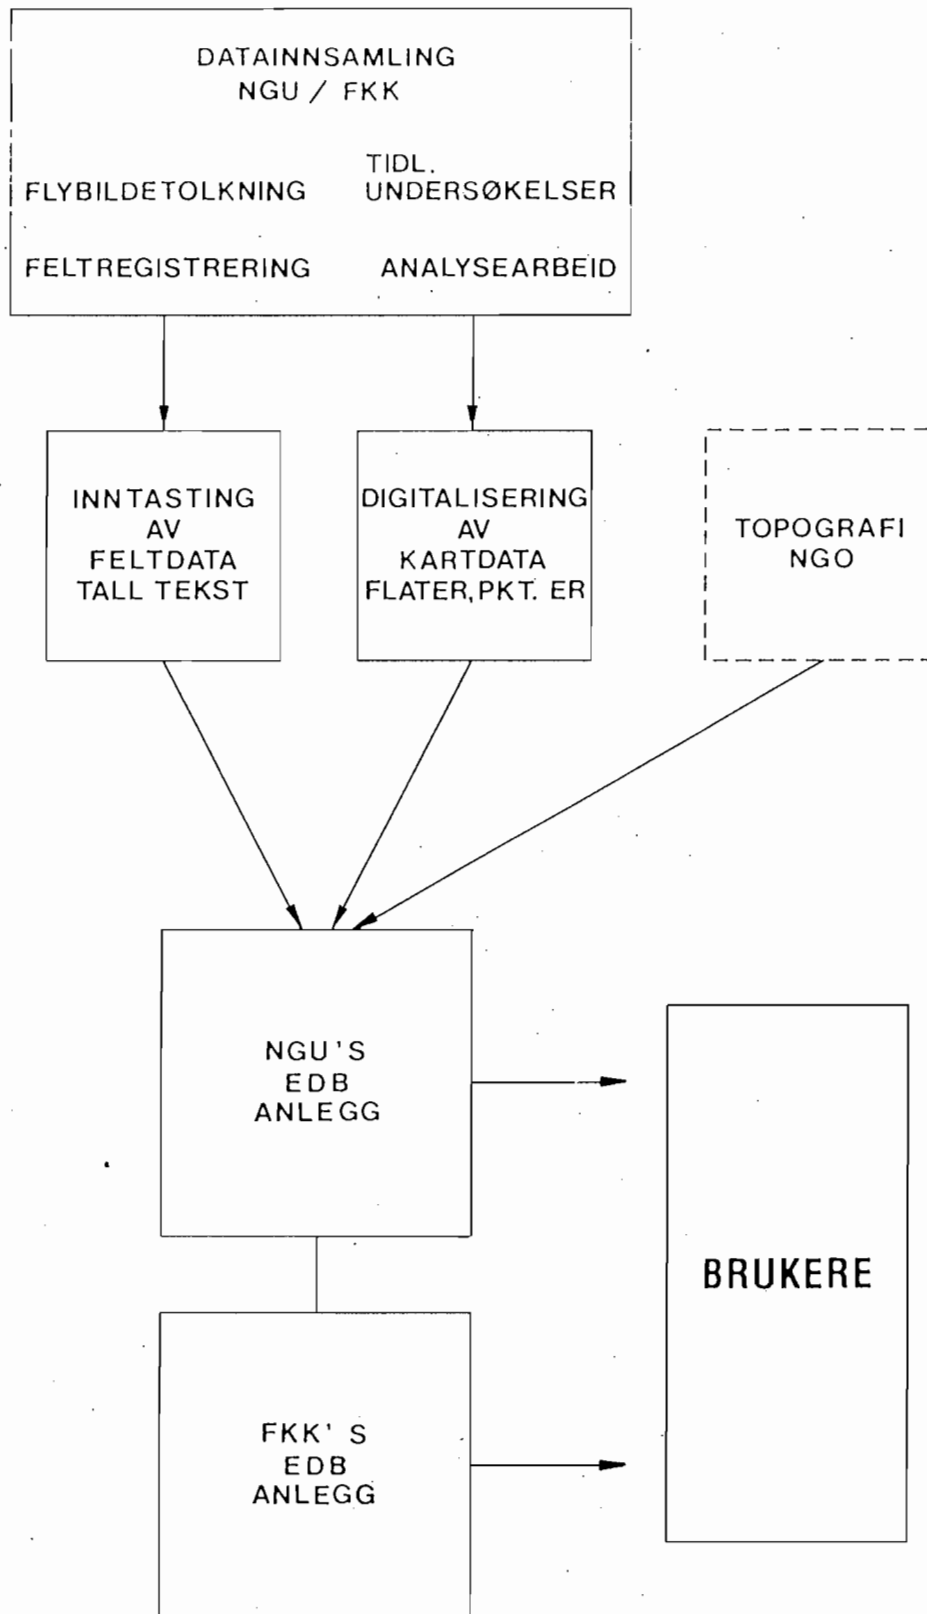 DATAINNSAMLING
NGU / FKK
FLYBILDETOLKNING
TIDL.
UNDERSØKELSER
FELTREGISTRERING
ANALYSEARBEID
INNTASTING
AV
FELTDATA
TALL TEKST
DIGITALISERING
AV
KARTDATA
FLATER, PKT. ER
TOPOGRAFI
NGO
NGU'S
EDB
ANLEGG
BRUKERE
FKK' S
EDB
ANLEGG